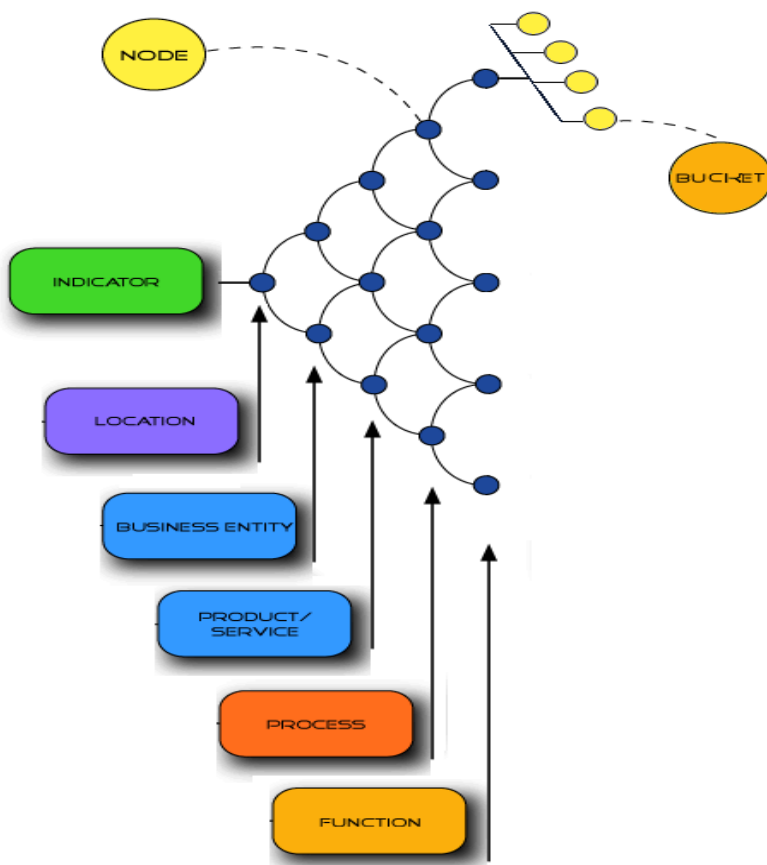 NODE
BUCKET
INDICATOR
LOCATION
BUSINESS ENTITY
PRODUCT/
SERVICE
PROCESS
FUNCTION